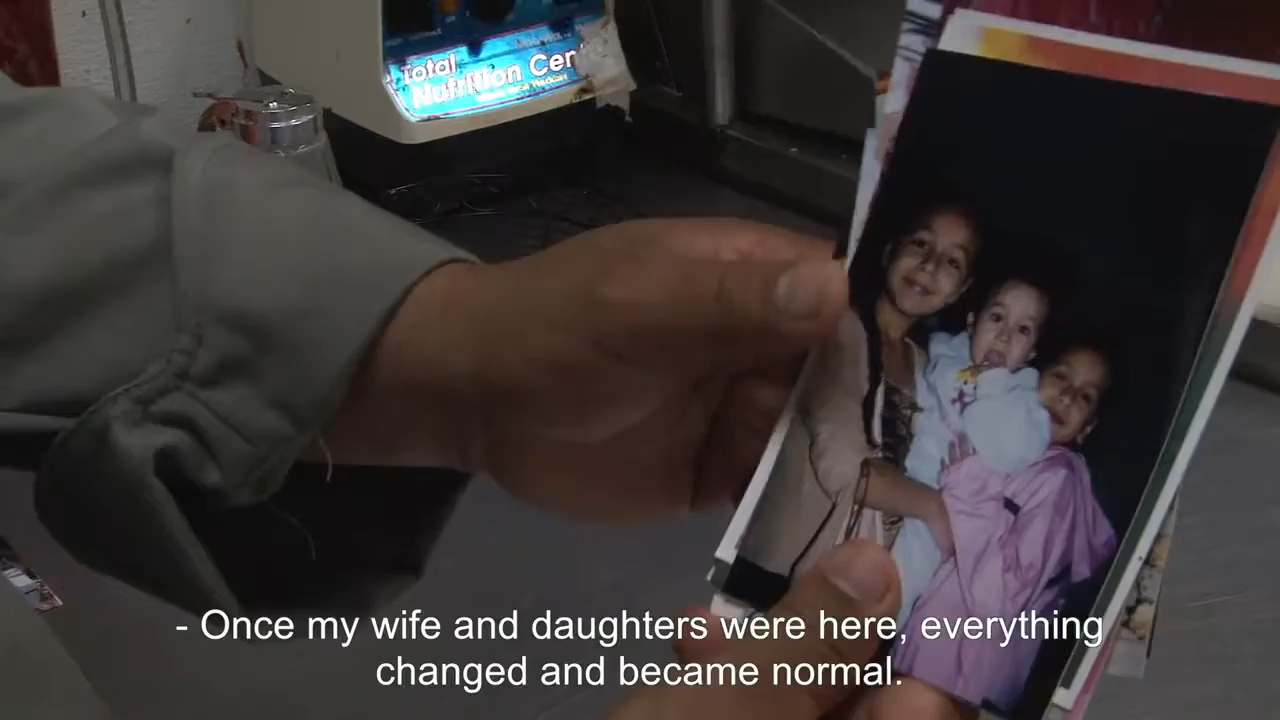 Total
Nutrition Cen
- Once my wife and daughters were here, everything
changed and became normal.